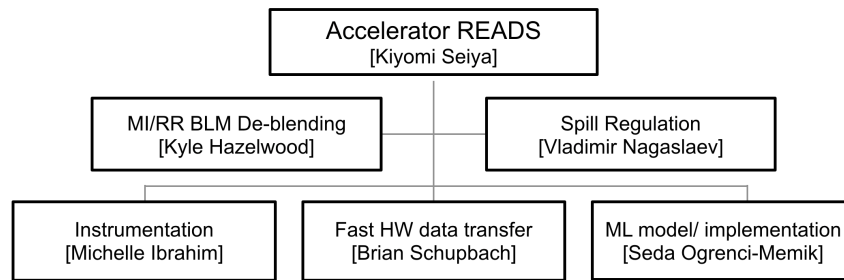 Accelerator READS
[Kiyomi Seiya]
MI/RR BLM De-blending
[Kyle Hazelwood]
Spill Regulation
[Vladimir Nagaslaev]
Instrumentation
[Michelle Ibrahim]
Fast HW data transfer
[Brian Schupbach]
ML model/ implementation
[Seda Ogrenci-Memik]